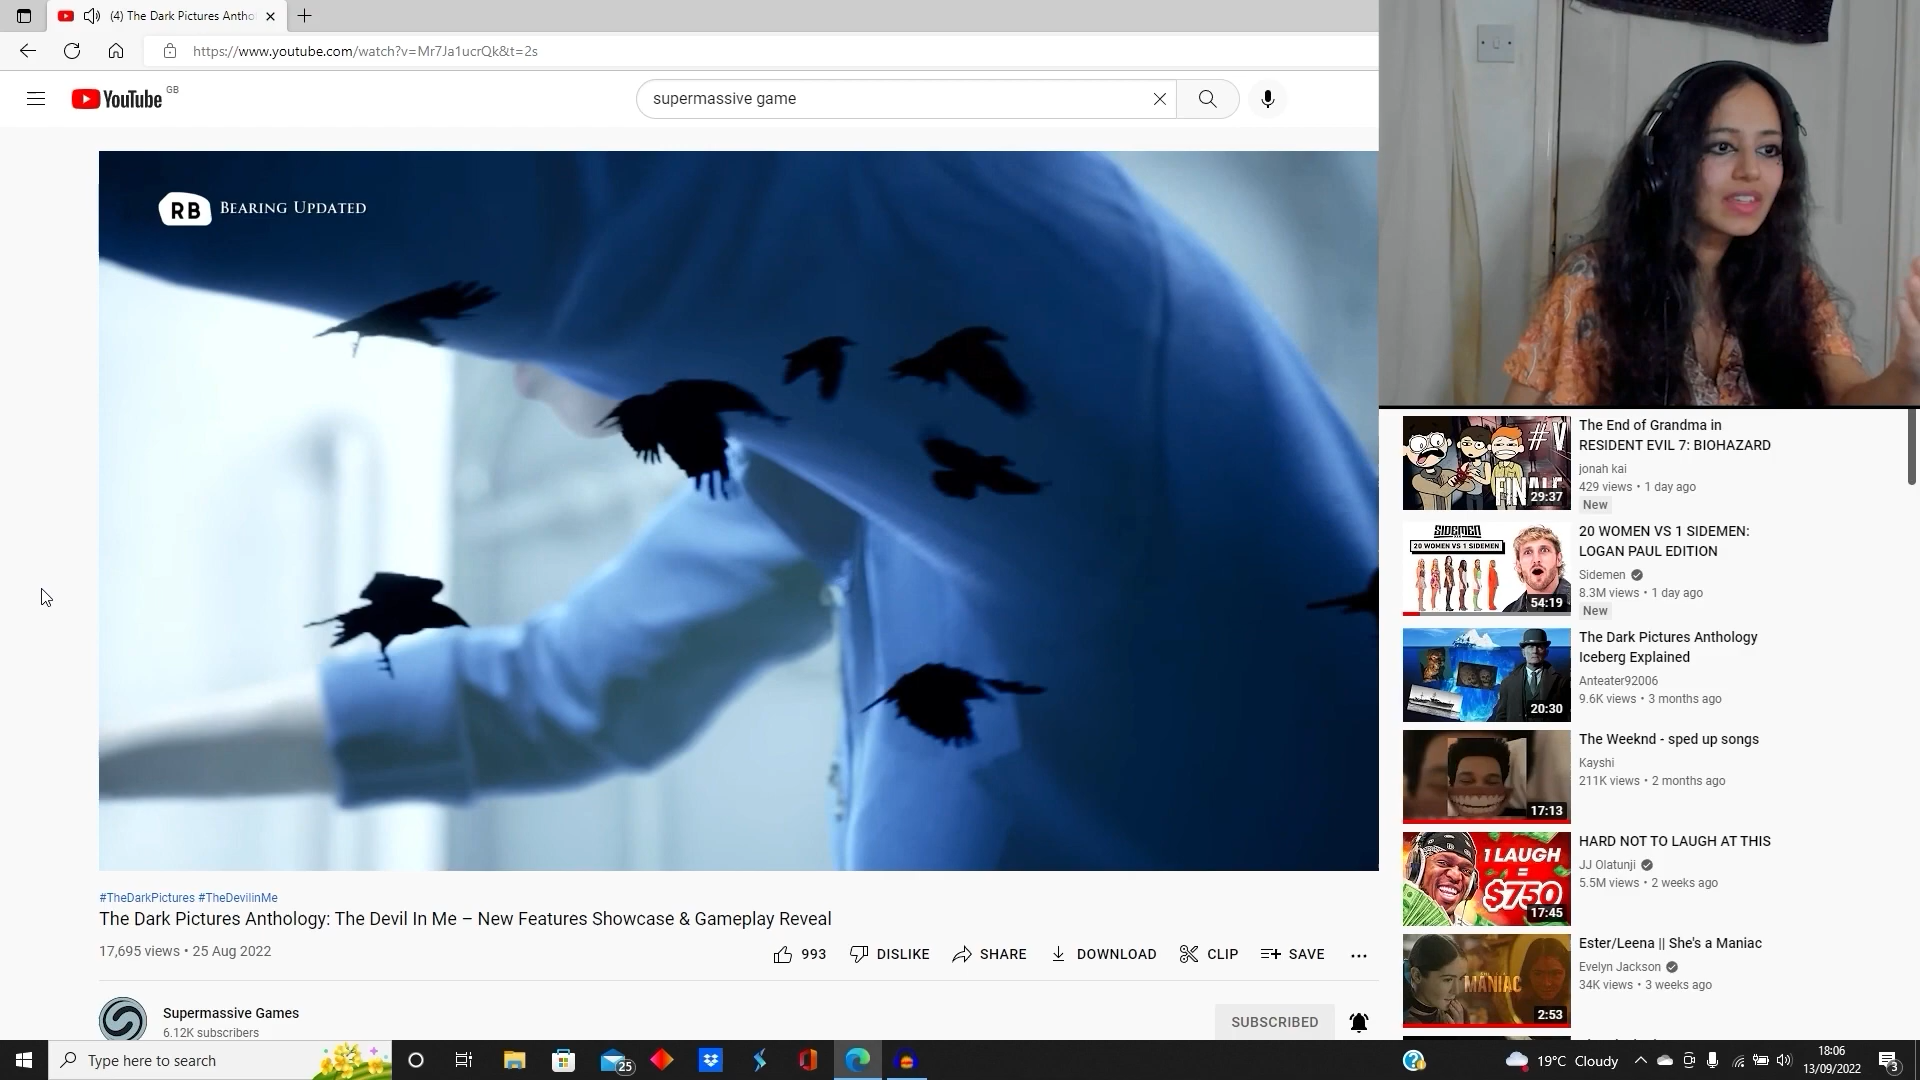 (4) The Dark Pictures Antho
https://www.youtube.com/watch?v=Mr7Ja1ucrQk&t=2s
YouTube GB
supermassive game
RB BEARING UPDATED
#TheDarkPictures #TheDevilinMe
The Dark Pictures Anthology: The Devil In Me – New Features Showcase & Gameplay Reveal
17,695 views • 25 Aug 2022
993 DISLIKE SHARE DOWNLOAD CLIP SAVE
Supermassive Games
6.12K subscribers
SUBSCRIBED
#V
FINALE
29:37
The End of Grandma in
RESIDENT EVIL 7: BIOHAZARD
jonah kai
429 views • 1 day ago
New
SIDEMEN
20 WOMEN VS 1 SIDEMEN
54:19
20 WOMEN VS 1 SIDEMEN:
LOGAN PAUL EDITION
Sidemen
8.3M views • 1 day ago
New
20:30
The Dark Pictures Anthology
Iceberg Explained
Anteater92006
9.6K views • 3 months ago
17:13
The Weeknd - sped up songs
Kayshi
211K views • 2 months ago
1 LAUGH
=
$750
17:45
HARD NOT TO LAUGH AT THIS
JJ Olatunji
5.5M views • 2 weeks ago
MANIAC
2:53
Ester/Leena || She's a Maniac
Evelyn Jackson
34K views • 3 weeks ago
Type here to search
25
19°C Cloudy
18:06
13/09/2022
3